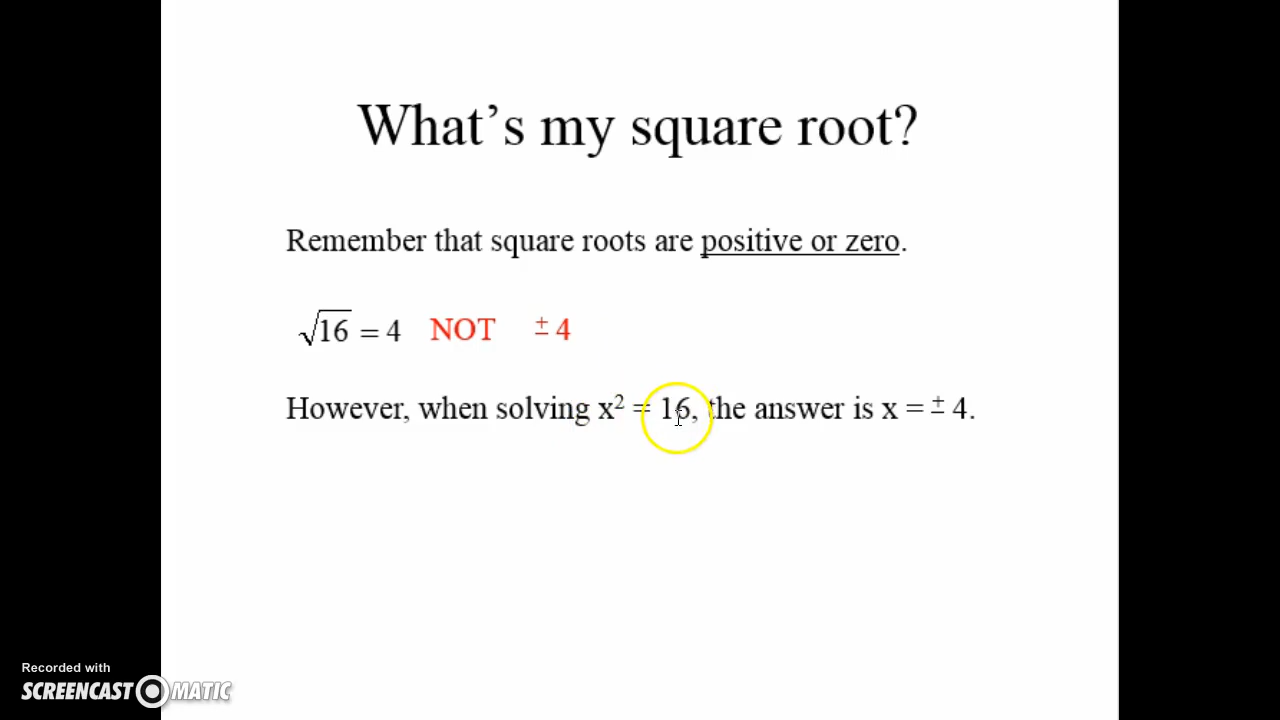 What's my square root?
Remember that square roots are positive or zero.
√16 = 4 NOT ± 4
However, when solving x² = 16, the answer is x = ± 4.
Recorded with
SCREENCAST MATIC